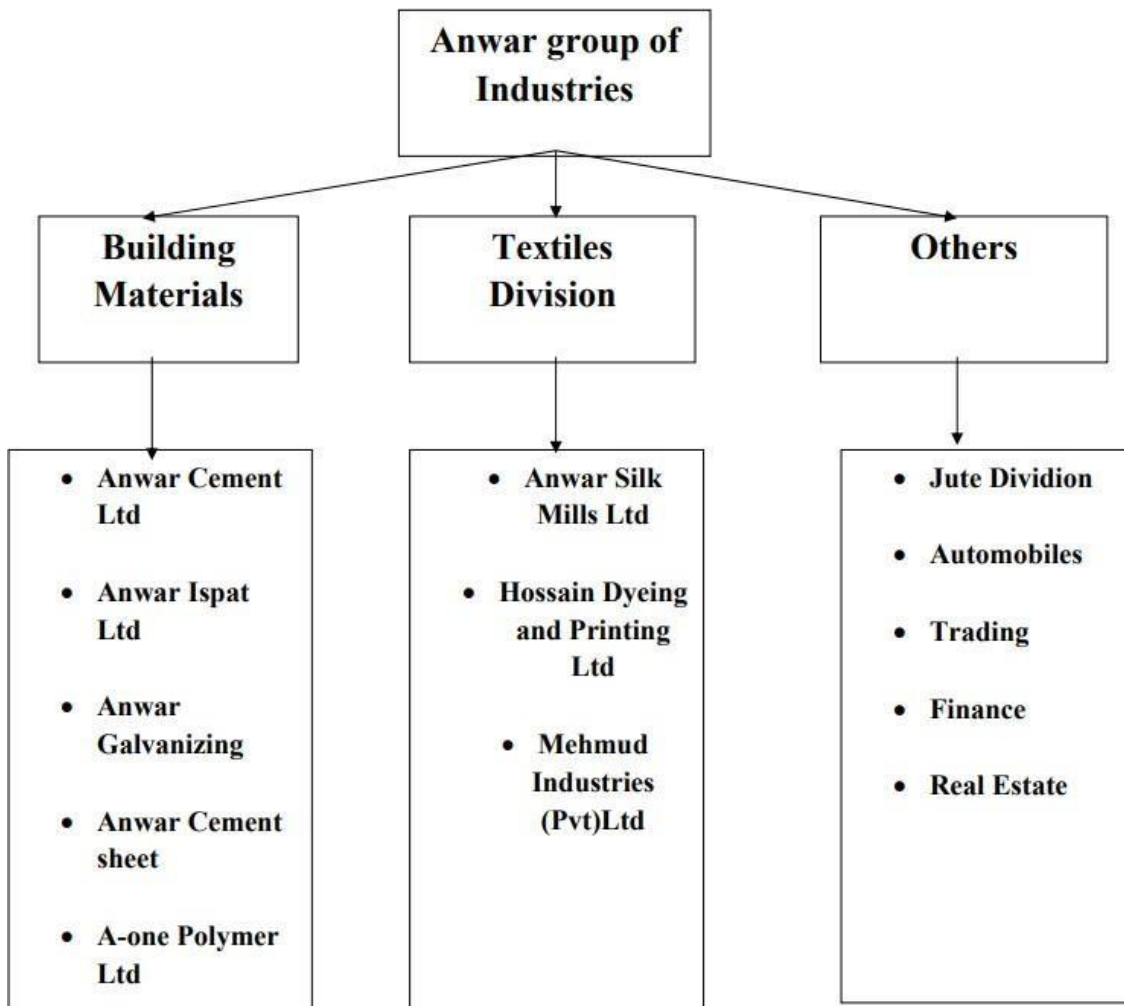 Anwar group of
Industries
Building
Materials
Textiles
Division
Others
• Anwar Cement
Ltd
• Anwar Ispat
Ltd
• Anwar
Galvanizing
• Anwar Cement
sheet
• A-one Polymer
Ltd
• Anwar Silk
Mills Ltd
• Hossain Dyeing
and Printing
Ltd
• Mehmud
Industries
(Pvt)Ltd
• Jute Dividion
• Automobiles
• Trading
• Finance
• Real Estate